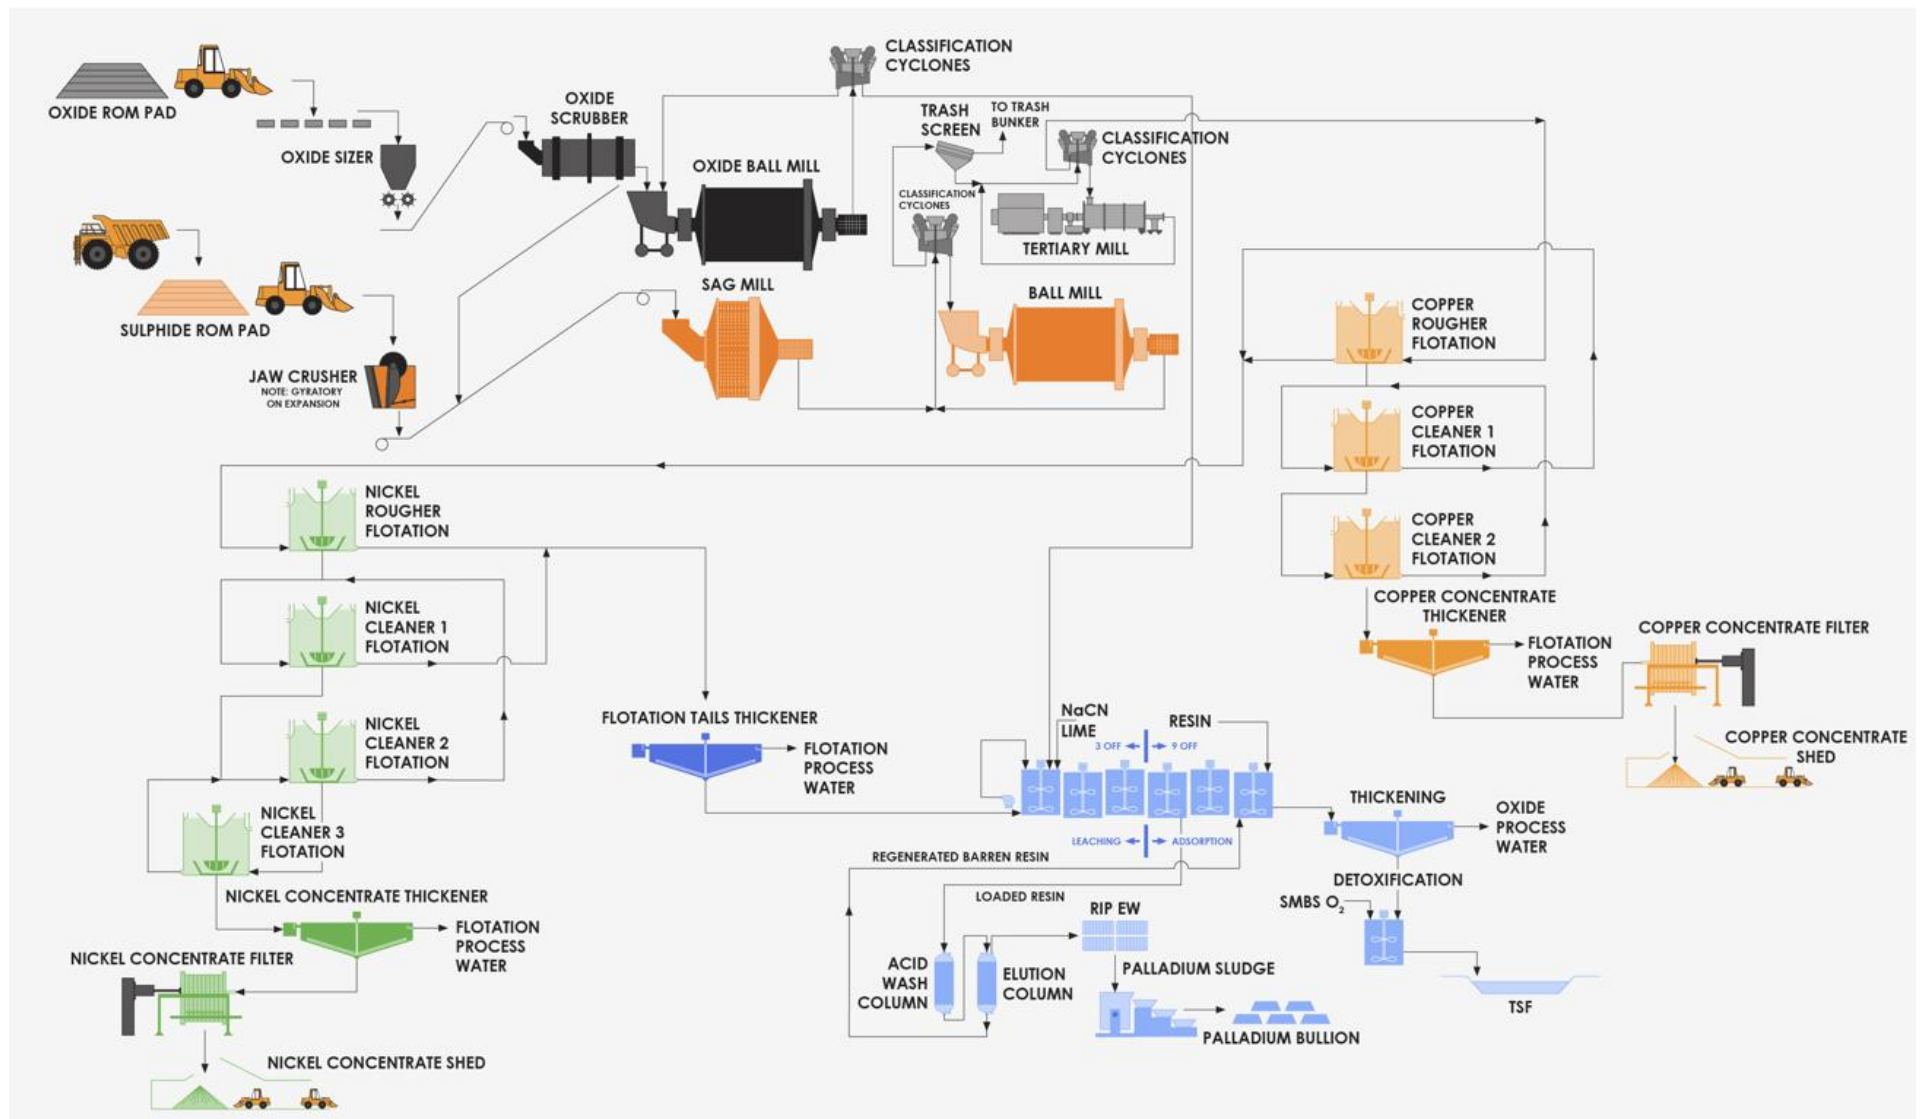 CLASSIFICATION
CYCLONES
OXIDE ROM PAD
OXIDE SIZER
OXIDE
SCRUBBER
OXIDE BALL MILL
TRASH
SCREEN
TO TRASH
BUNKER
CLASSIFICATION
CYCLONES
CLASSIFICATION
CYCLONES
TERTIARY MILL
SULPHIDE ROM PAD
JAW CRUSHER
NOTE: GYRATORY
ON EXPANSION
SAG MILL
BALL MILL
COPPER
ROUGHER
FLOTATION
COPPER
CLEANER 1
FLOTATION
COPPER
CLEANER 2
FLOTATION
COPPER CONCENTRATE
THICKENER
FLOTATION
PROCESS
WATER
COPPER CONCENTRATE FILTER
COPPER CONCENTRATE
SHED
NICKEL
ROUGHER
FLOTATION
NICKEL
CLEANER 1
FLOTATION
NICKEL
CLEANER 2
FLOTATION
NICKEL
CLEANER 3
FLOTATION
NICKEL CONCENTRATE THICKENER
FLOTATION
PROCESS
WATER
NICKEL CONCENTRATE FILTER
NICKEL CONCENTRATE SHED
FLOTATION TAILS THICKENER
FLOTATION
PROCESS
WATER
NaCN
LIME
RESIN
3 OFF
9 OFF
LEACHING
ADSORPTION
REGENERATED BARREN RESIN
LOADED RESIN
THICKENING
OXIDE
PROCESS
WATER
DETOXIFICATION
SMBS O₂
TSF
ACID
WASH
COLUMN
ELUTION
COLUMN
RIP EW
PALLADIUM SLUDGE
PALLADIUM BULLION